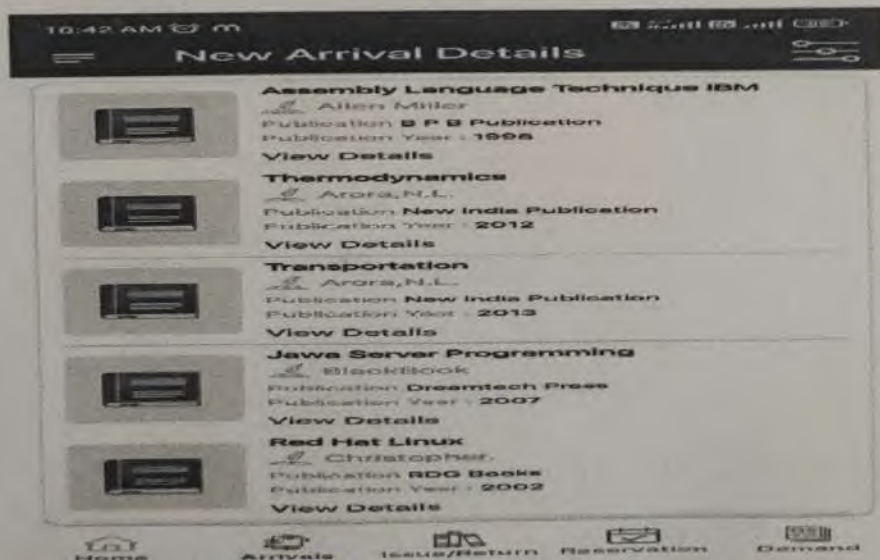 10:42 AM
New Arrival Details
Assembly Language Technique IBM
Allen Miller
Publication B P B Publication
Publication Year : 1998
View Details
Thermodynamics
Arora,N.L.
Publication New India Publication
Publication Year : 2012
View Details
Transportation
Arora,N.L.
Publication New India Publication
Publication Year : 2013
View Details
Jawa Server Programming
BlackBook
Publication Dreamtech Press
Publication Year : 2007
View Details
Red Hat Linux
Christopher.
Publication RDG Books
Publication Year : 2002
View Details
Home Arrivals Issue/Return Reservation Demand